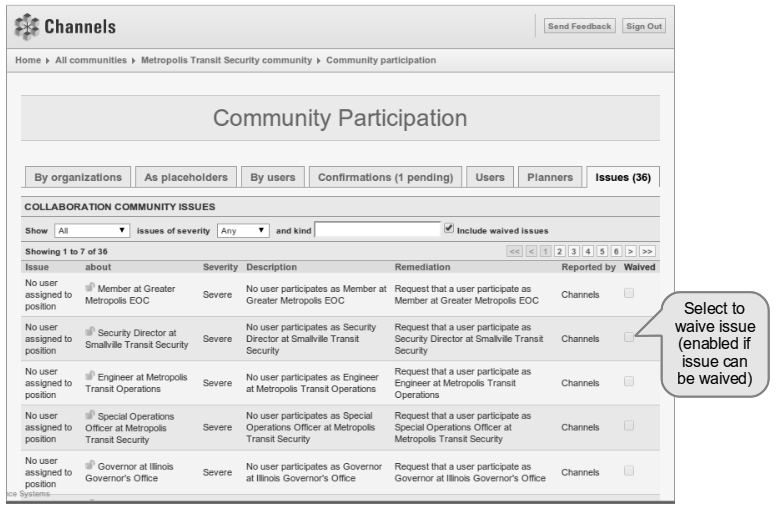 Channels
Send Feedback Sign Out
Home All communities Metropolis Transit Security community Community participation
Community Participation
By organizations As placeholders By users Confirmations (1 pending) Users Planners Issues (36)
COLLABORATION COMMUNITY ISSUES
Show All issues of severity Any and kind Include waived issues
Showing 1 to 7 of 36 << < 1 2 3 4 5 6 > >>
Issue about Severity Description Remediation Reported by Waived
No user
assigned to
position
Member at Greater
Metropolis EOC
Severe
No user participates as Member at
Greater Metropolis EOC
Request that a user participate as
Member at Greater Metropolis EOC
Channels
No user
assigned to
position
Security Director at
Smallville Transit Security
Severe
No user participates as Security
Director at Smallville Transit
Security
Request that a user participate as
Security Director at Smallville Transit
Security
Channels
Select to
waive issue
(enabled if
issue can
be waived)
No user
assigned to
position
Engineer at Metropolis
Transit Operations
Severe
No user participates as Engineer
at Metropolis Transit Operations
Request that a user participate as
Engineer at Metropolis Transit
Operations
Channels
No user
assigned to
position
Special Operations
Officer at Metropolis
Transit Security
Severe
No user participates as Special
Operations Officer at Metropolis
Transit Security
Request that a user participate as
Special Operations Officer at
Metropolis Transit Security
Channels
No user
assigned to
position
Governor at Illinois
Governor's Office
Severe
No user participates as Governor
at Illinois Governor's Office
Request that a user participate as
Governor at Illinois Governor's Office
Channels
Systems